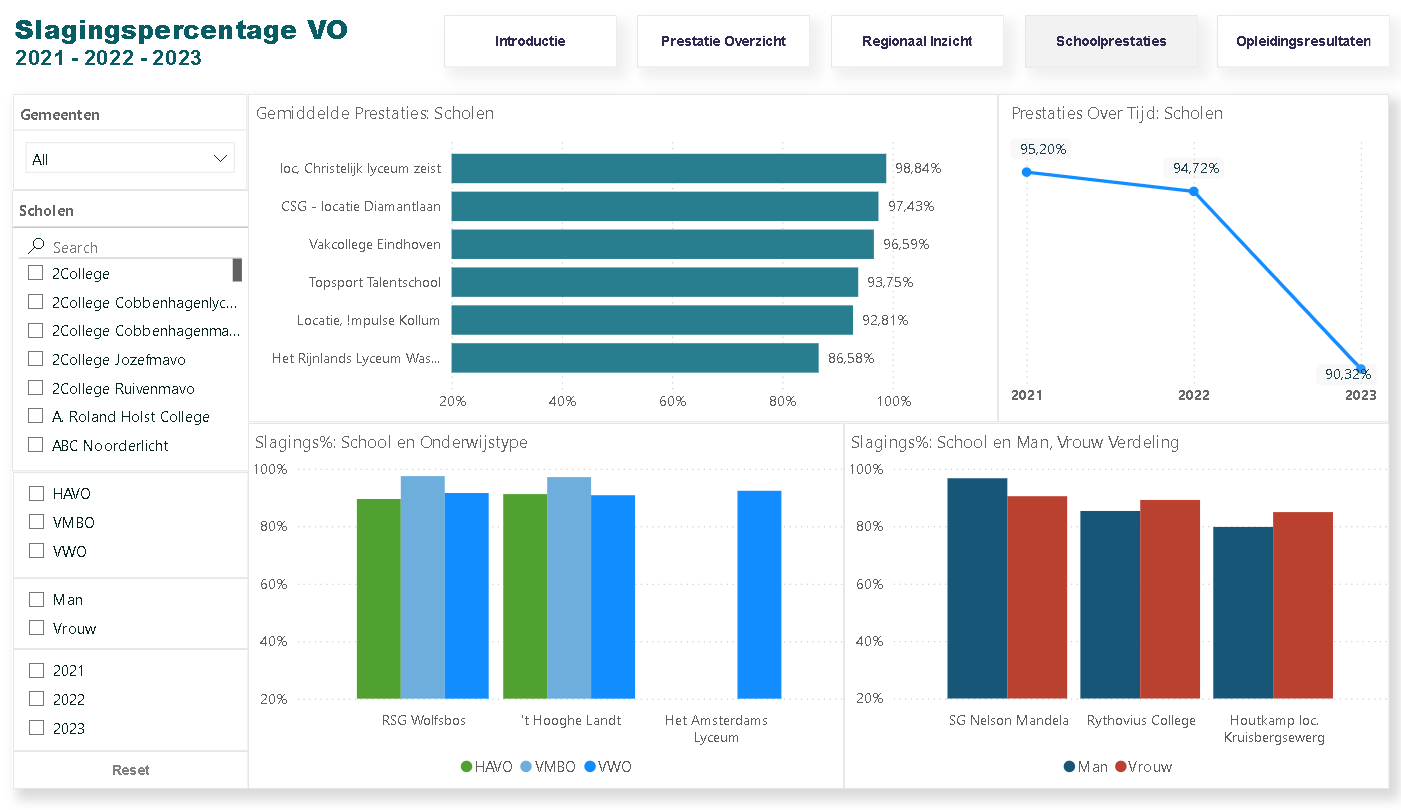 Slagingspercentage VO
2021 - 2022 - 2023
Introductie
Prestatie Overzicht
Regionaal Inzicht
Schoolprestaties
Opleidingsresultaten
Gemeenten
All
Scholen
Search
2College
2College Cobbenhagenlyc...
2College Cobbenhagenma...
2College Jozefmavo
2College Ruivenmavo
A. Roland Holst College
ABC Noorderlicht
HAVO
VMBO
VWO
Man
Vrouw
2021
2022
2023
Reset
Gemiddelde Prestaties: Scholen
loc, Christelijk lyceum zeist
98,84%
CSG - locatie Diamantlaan
97,43%
Vakcollege Eindhoven
96,59%
Topsport Talentschool
93,75%
Locatie, !mpulse Kollum
92,81%
Het Rijnlands Lyceum Was...
86,58%
20%
40%
60%
80%
100%
Prestaties Over Tijd: Scholen
95,20%
94,72%
90,32%
2021
2022
2023
Slagings%: School en Onderwijstype
100%
80%
60%
40%
20%
RSG Wolfsbos
't Hooghe Landt
Het Amsterdams
Lyceum
HAVO
VMBO
VWO
Slagings%: School en Man, Vrouw Verdeling
100%
80%
60%
40%
20%
SG Nelson Mandela
Rythovius College
Houtkamp loc.
Kruisbergsewerg
Man
Vrouw